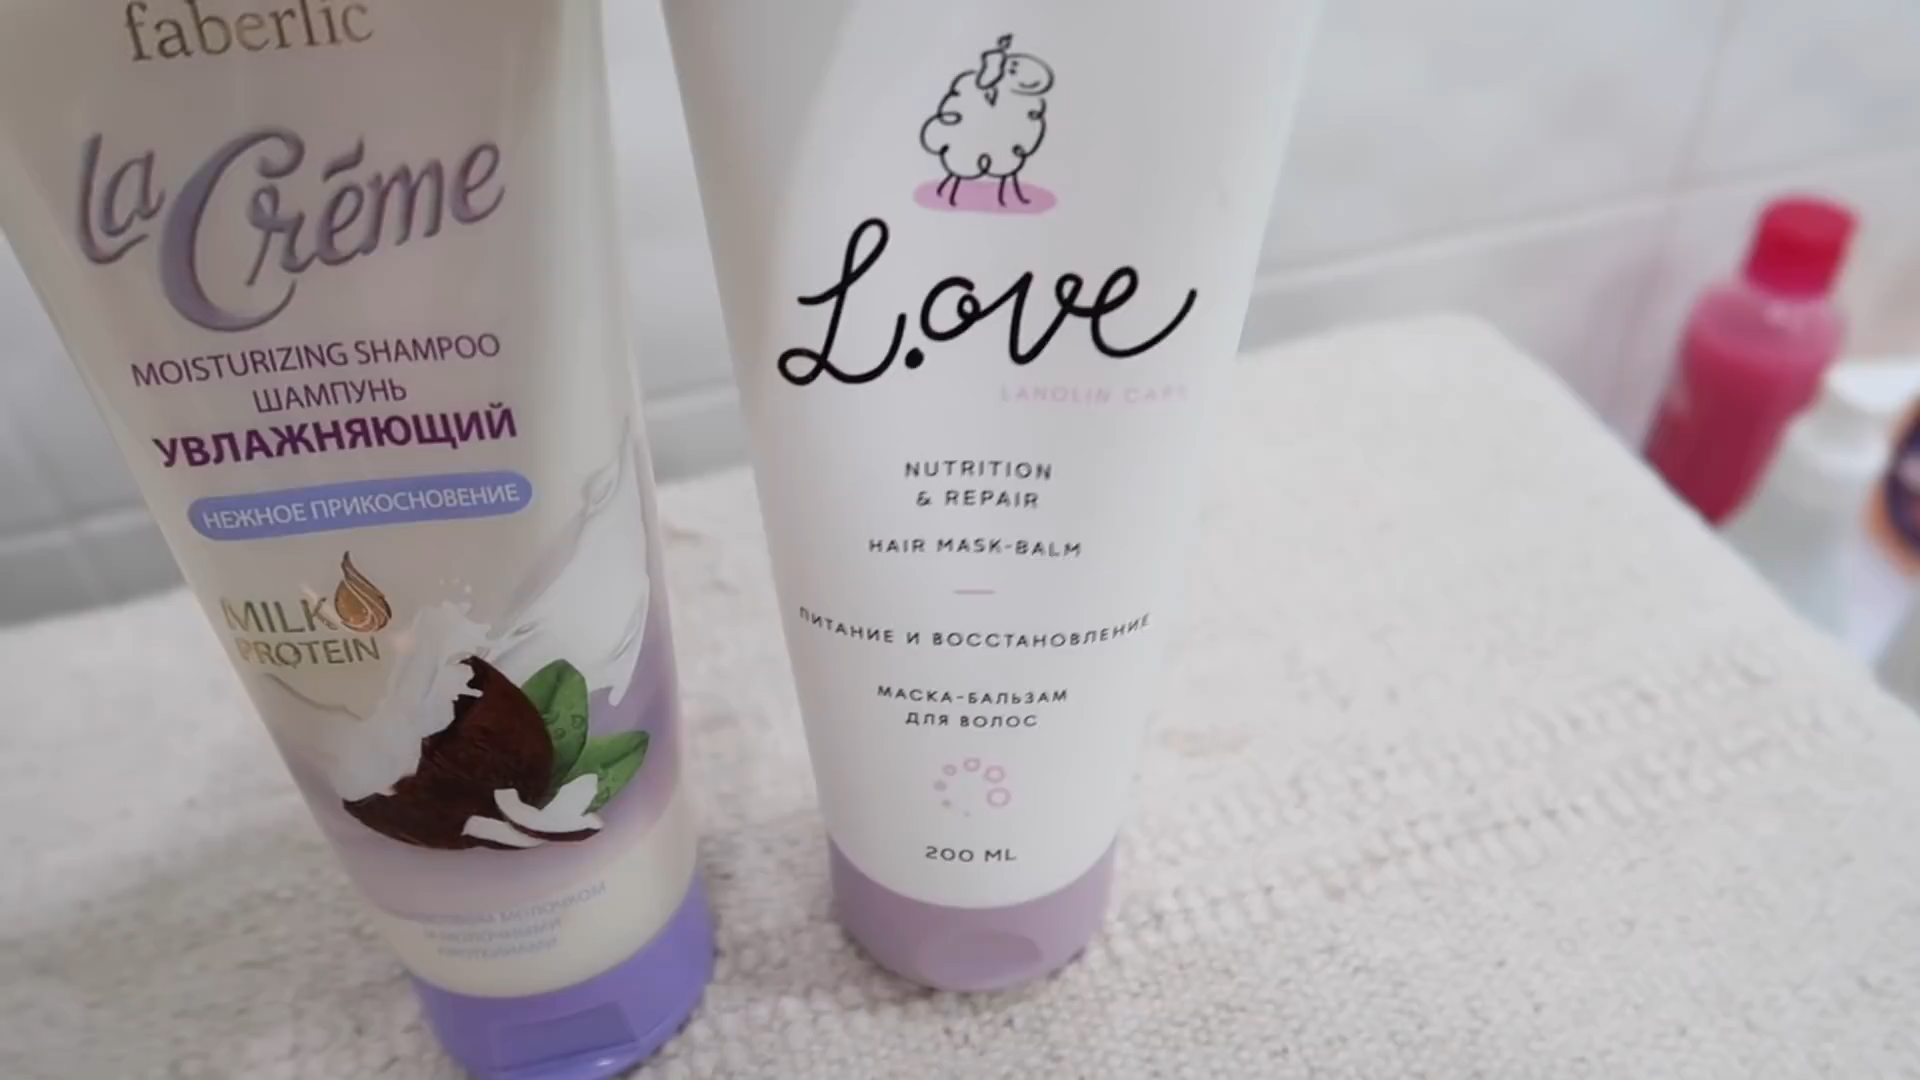 faberlic
la Créme
MOISTURIZING SHAMPOO
ШАМПУНЬ
УВЛАЖНЯЮЩИЙ
НЕЖНОЕ ПРИКОСНОВЕНИЕ
MILK
PROTEIN
L.ove
LANOLIN CARE
NUTRITION
& REPAIR
HAIR MASK-BALM
ПИТАНИЕ И ВОССТАНОВЛЕНИЕ
МАСКА-БАЛЬЗАМ
ДЛЯ ВОЛОС
200 ML